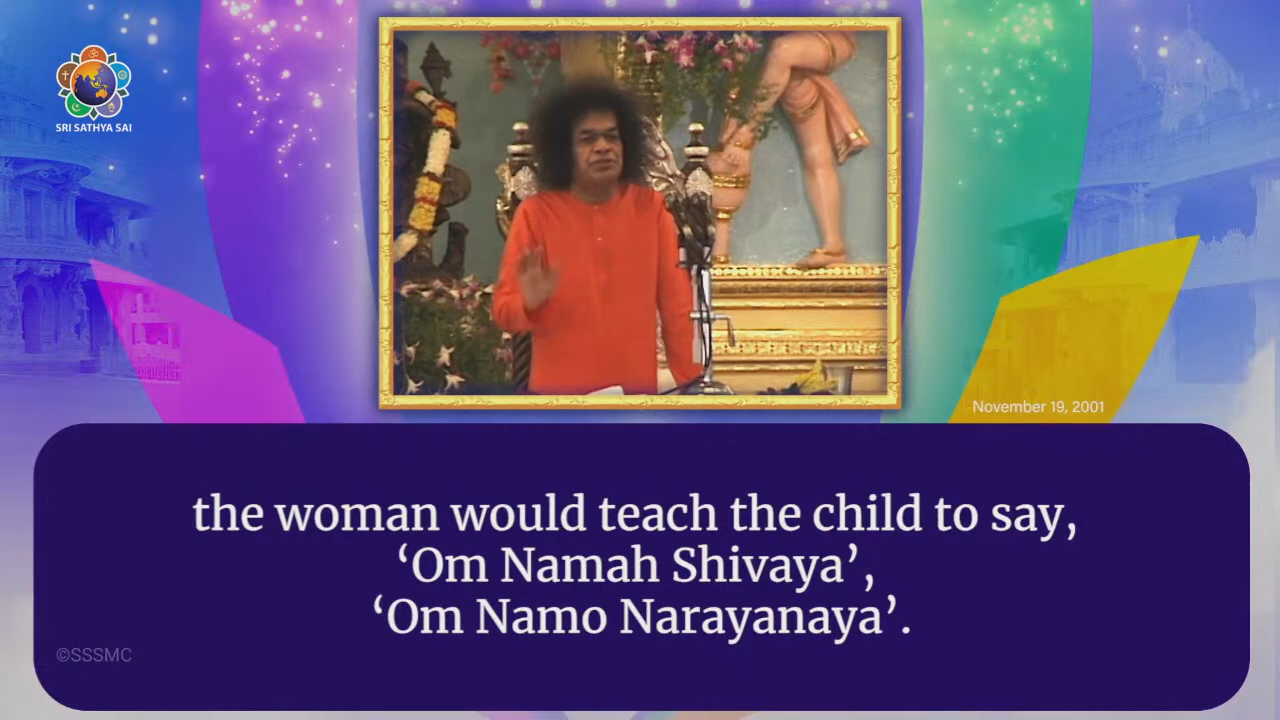 SRI SATHYA SAI
November 19, 2001
the woman would teach the child to say,
‘Om Namah Shivaya’,
‘Om Namo Narayanaya’.
©SSSMC